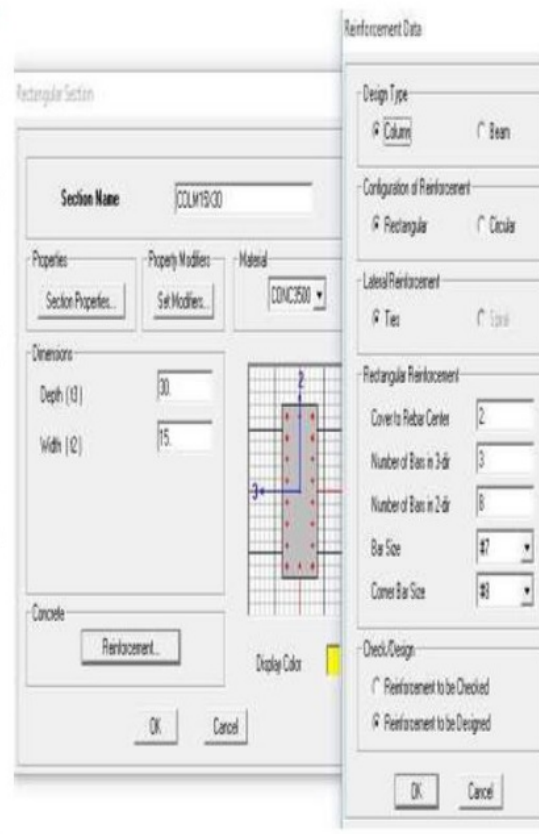 Rectangular Section
Section Name COLM15X30
Properties
Section Properties...
Property Modifiers
Set Modifiers...
Material
CONC3500
Dimensions
Depth (t3) 30.
Width (t2) 15.
2
3
Concrete
Reinforcement...
Display Color
OK Cancel
Reinforcement Data
Design Type
Column Beam
Configuration of Reinforcement
Rectangular Circular
Lateral Reinforcement
Ties Spiral
Rectangular Reinforcement
Cover to Rebar Center 2
Number of Bars in 3-dir 3
Number of Bars in 2-dir 8
Bar Size #7
Corner Bar Size #8
Check/Design
Reinforcement to be Checked
Reinforcement to be Designed
OK Cancel